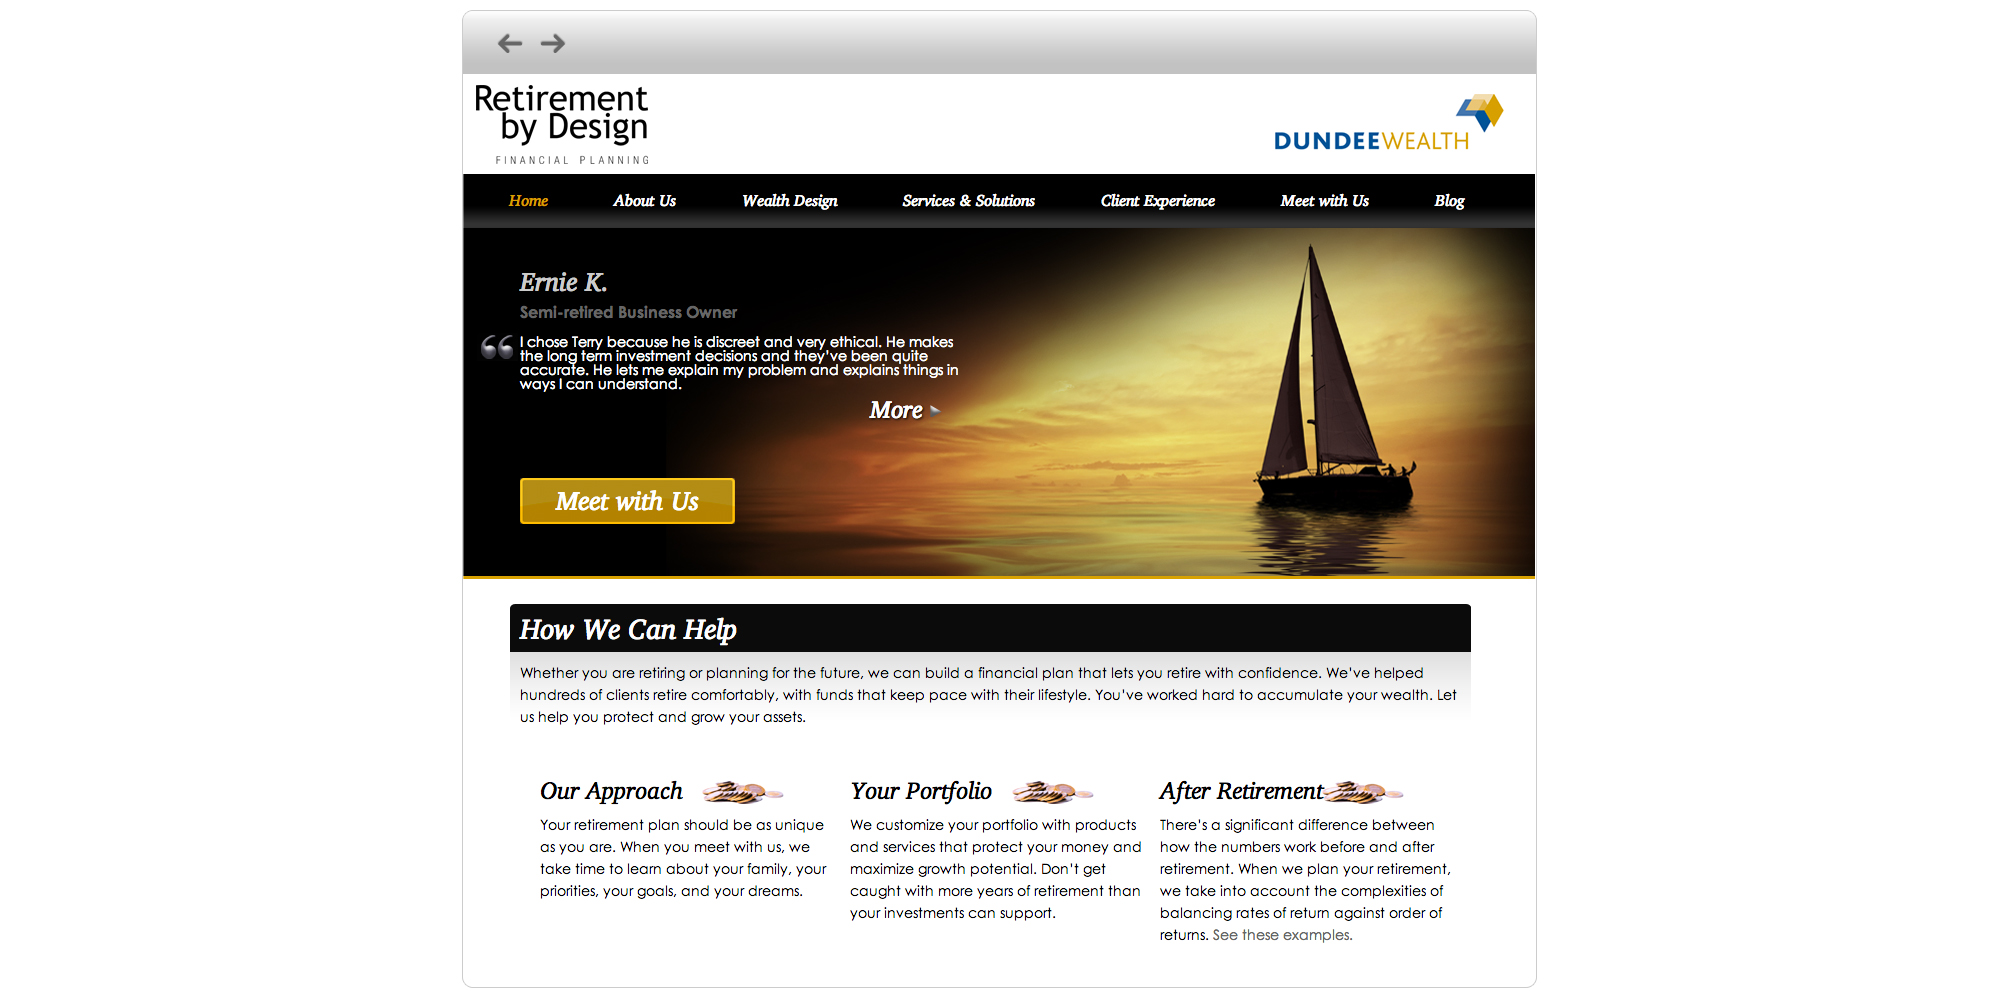 Retirement
by Design
FINANCIAL PLANNING
DUNDEEWEALTH
Home About Us Wealth Design Services & Solutions Client Experience Meet with Us Blog
Ernie K.
Semi-retired Business Owner
“ I chose Terry because he is discreet and very ethical. He makes
the long term investment decisions and they've been quite
accurate. He lets me explain my problem and explains things in
ways I can understand.
More
Meet with Us
How We Can Help
Whether you are retiring or planning for the future, we can build a financial plan that lets you retire with confidence. We've helped
hundreds of clients retire comfortably, with funds that keep pace with their lifestyle. You've worked hard to accumulate your wealth. Let
us help you protect and grow your assets.
Our Approach
Your retirement plan should be as unique
as you are. When you meet with us, we
take time to learn about your family, your
priorities, your goals, and your dreams.
Your Portfolio
We customize your portfolio with products
and services that protect your money and
maximize growth potential. Don't get
caught with more years of retirement than
your investments can support.
After Retirement
There's a significant difference between
how the numbers work before and after
retirement. When we plan your retirement,
we take into account the complexities of
balancing rates of return against order of
returns. See these examples.